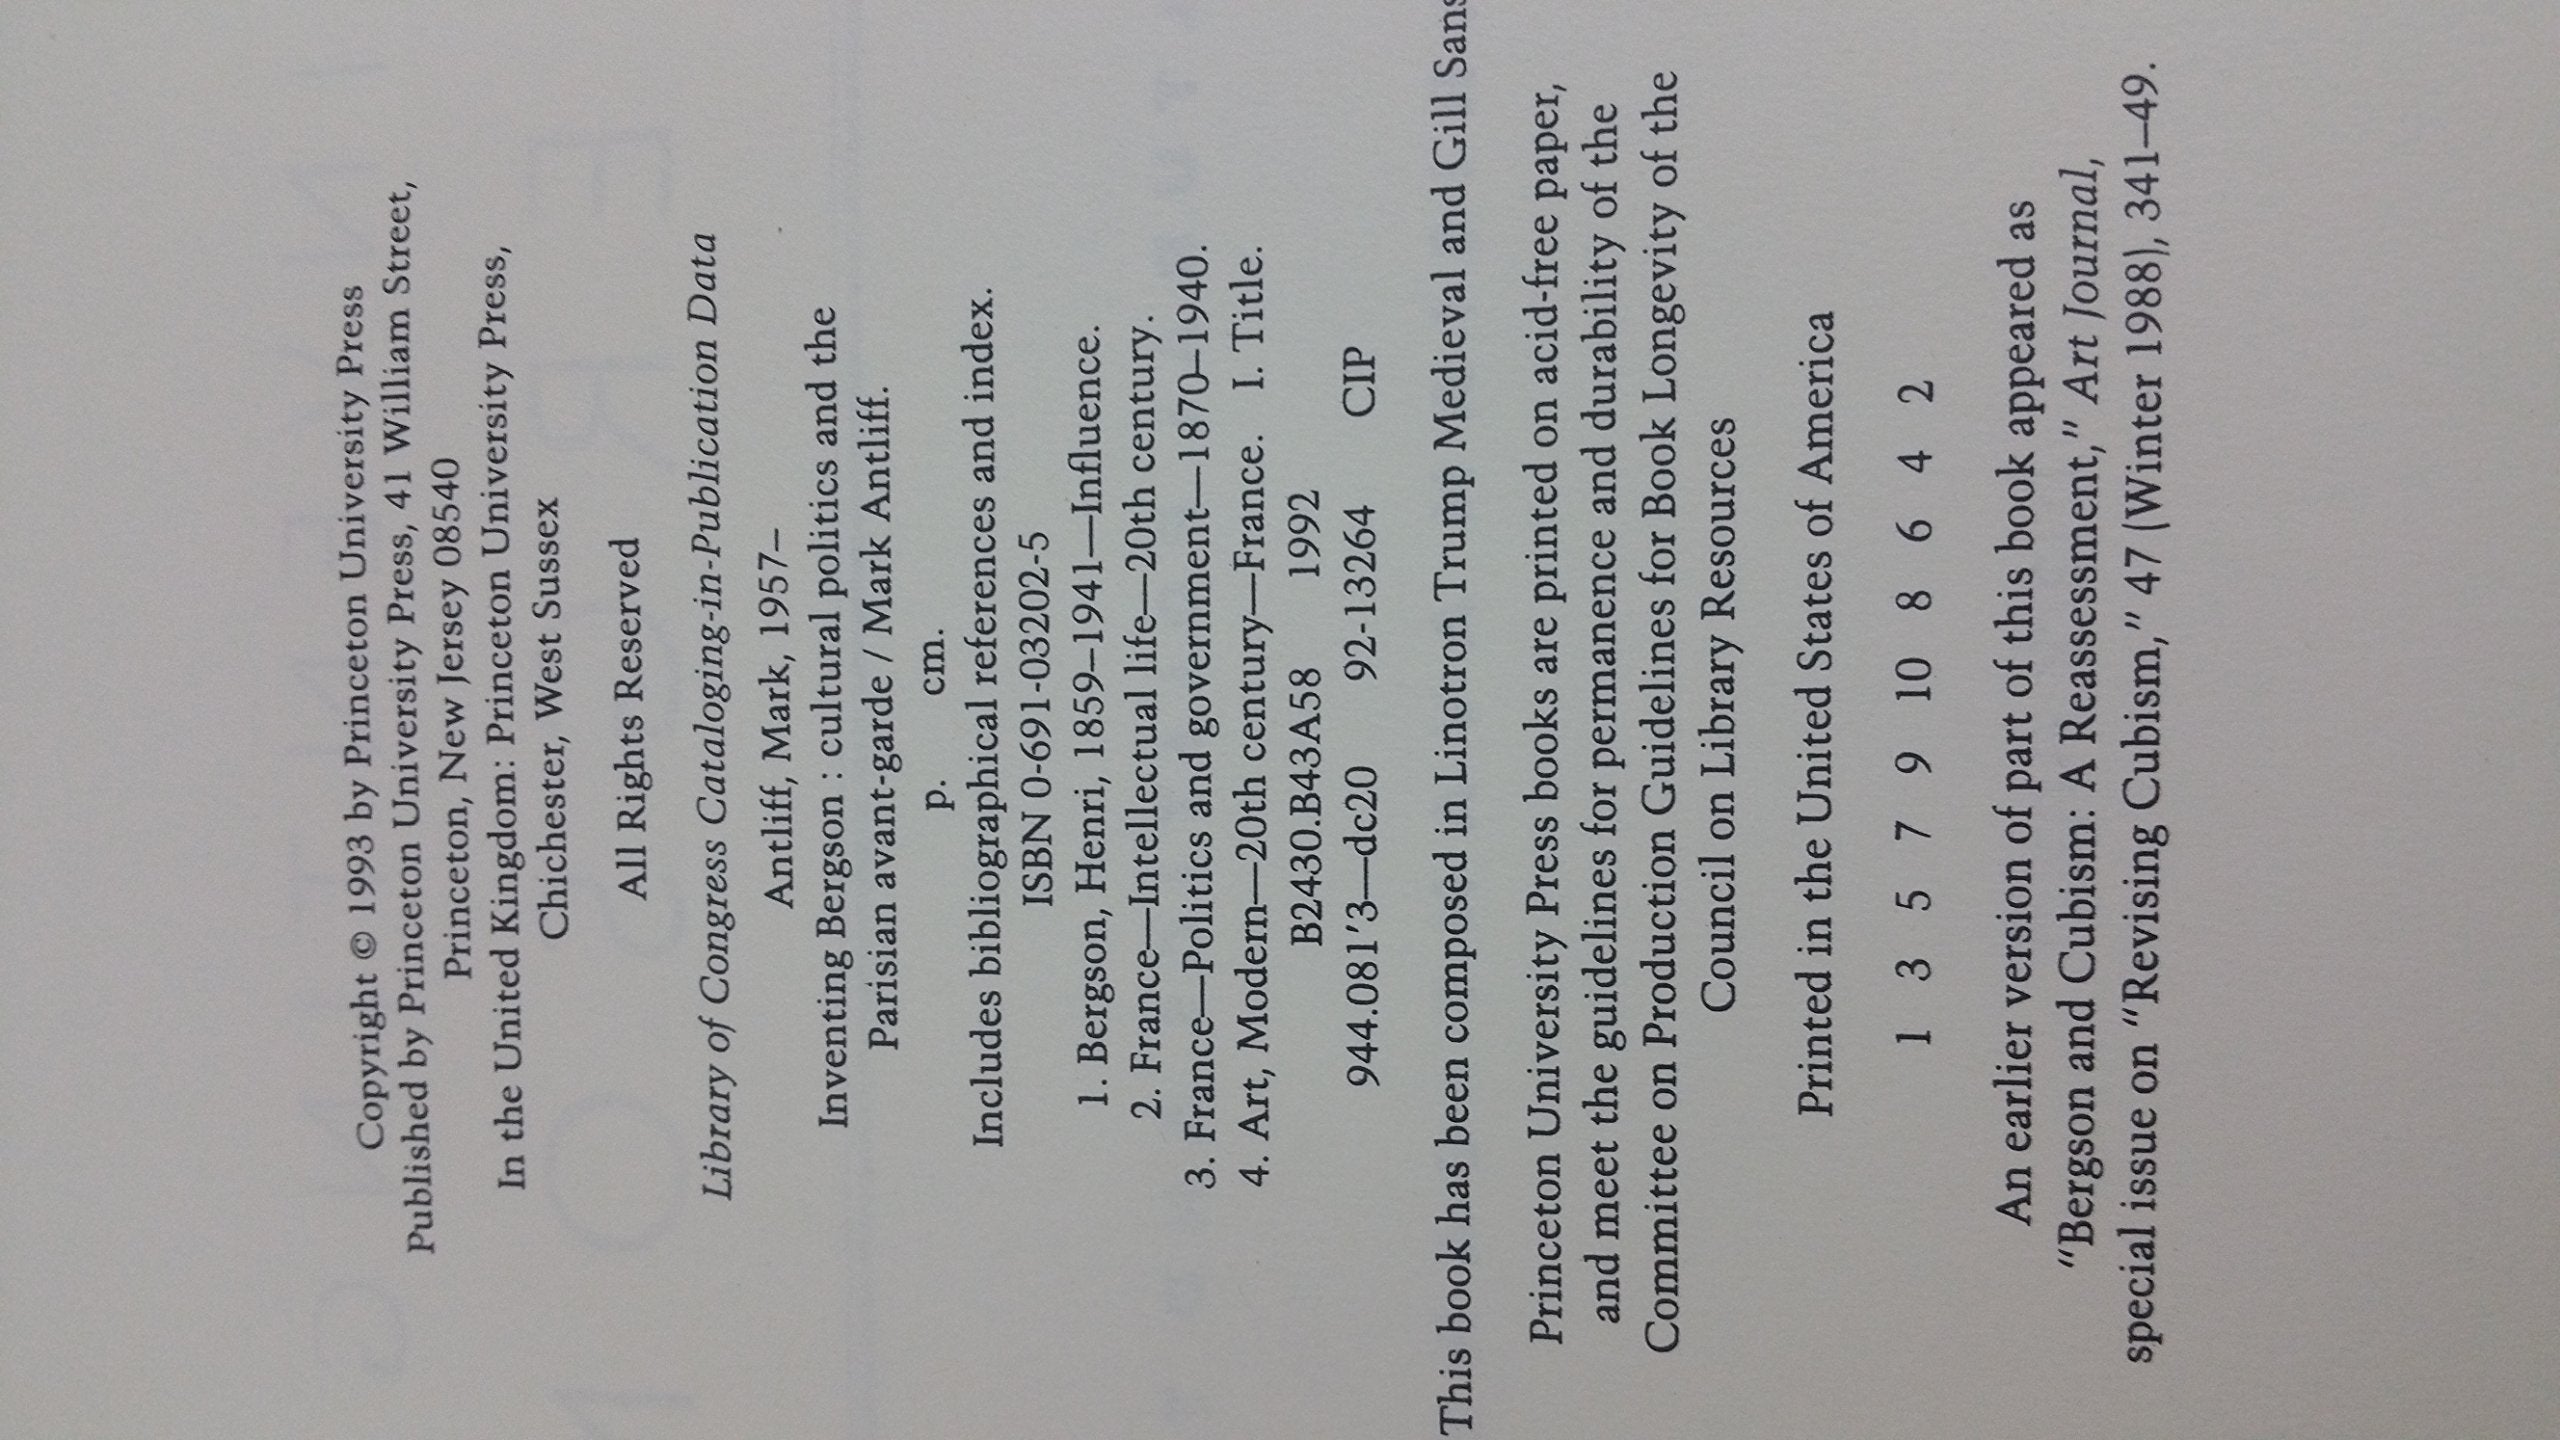 Copyright © 1993 by Princeton University Press
Published by Princeton University Press, 41 William Street,
Princeton, New Jersey 08540
In the United Kingdom: Princeton University Press,
Chichester, West Sussex
All Rights Reserved
Library of Congress Cataloging-in-Publication Data
Antliff, Mark, 1957–
Inventing Bergson : cultural politics and the
Parisian avant-garde / Mark Antliff.
p. cm.
Includes bibliographical references and index.
ISBN 0-691-03202-5
1. Bergson, Henri, 1859–1941—Influence.
2. France—Intellectual life—20th century.
3. France—Politics and government—1870–1940.
4. Art, Modern—20th century—France. I. Title.
B2430.B43A58 1992
944.081'3—dc20 92-13264 CIP
This book has been composed in Linotron Trump Medieval and Gill Sans
Princeton University Press books are printed on acid-free paper,
and meet the guidelines for permanence and durability of the
Committee on Production Guidelines for Book Longevity of the
Council on Library Resources
Printed in the United States of America
1 3 5 7 9 10 8 6 4 2
An earlier version of part of this book appeared as
“Bergson and Cubism: A Reassessment,” Art Journal,
special issue on “Revising Cubism,” 47 (Winter 1988), 341–49.